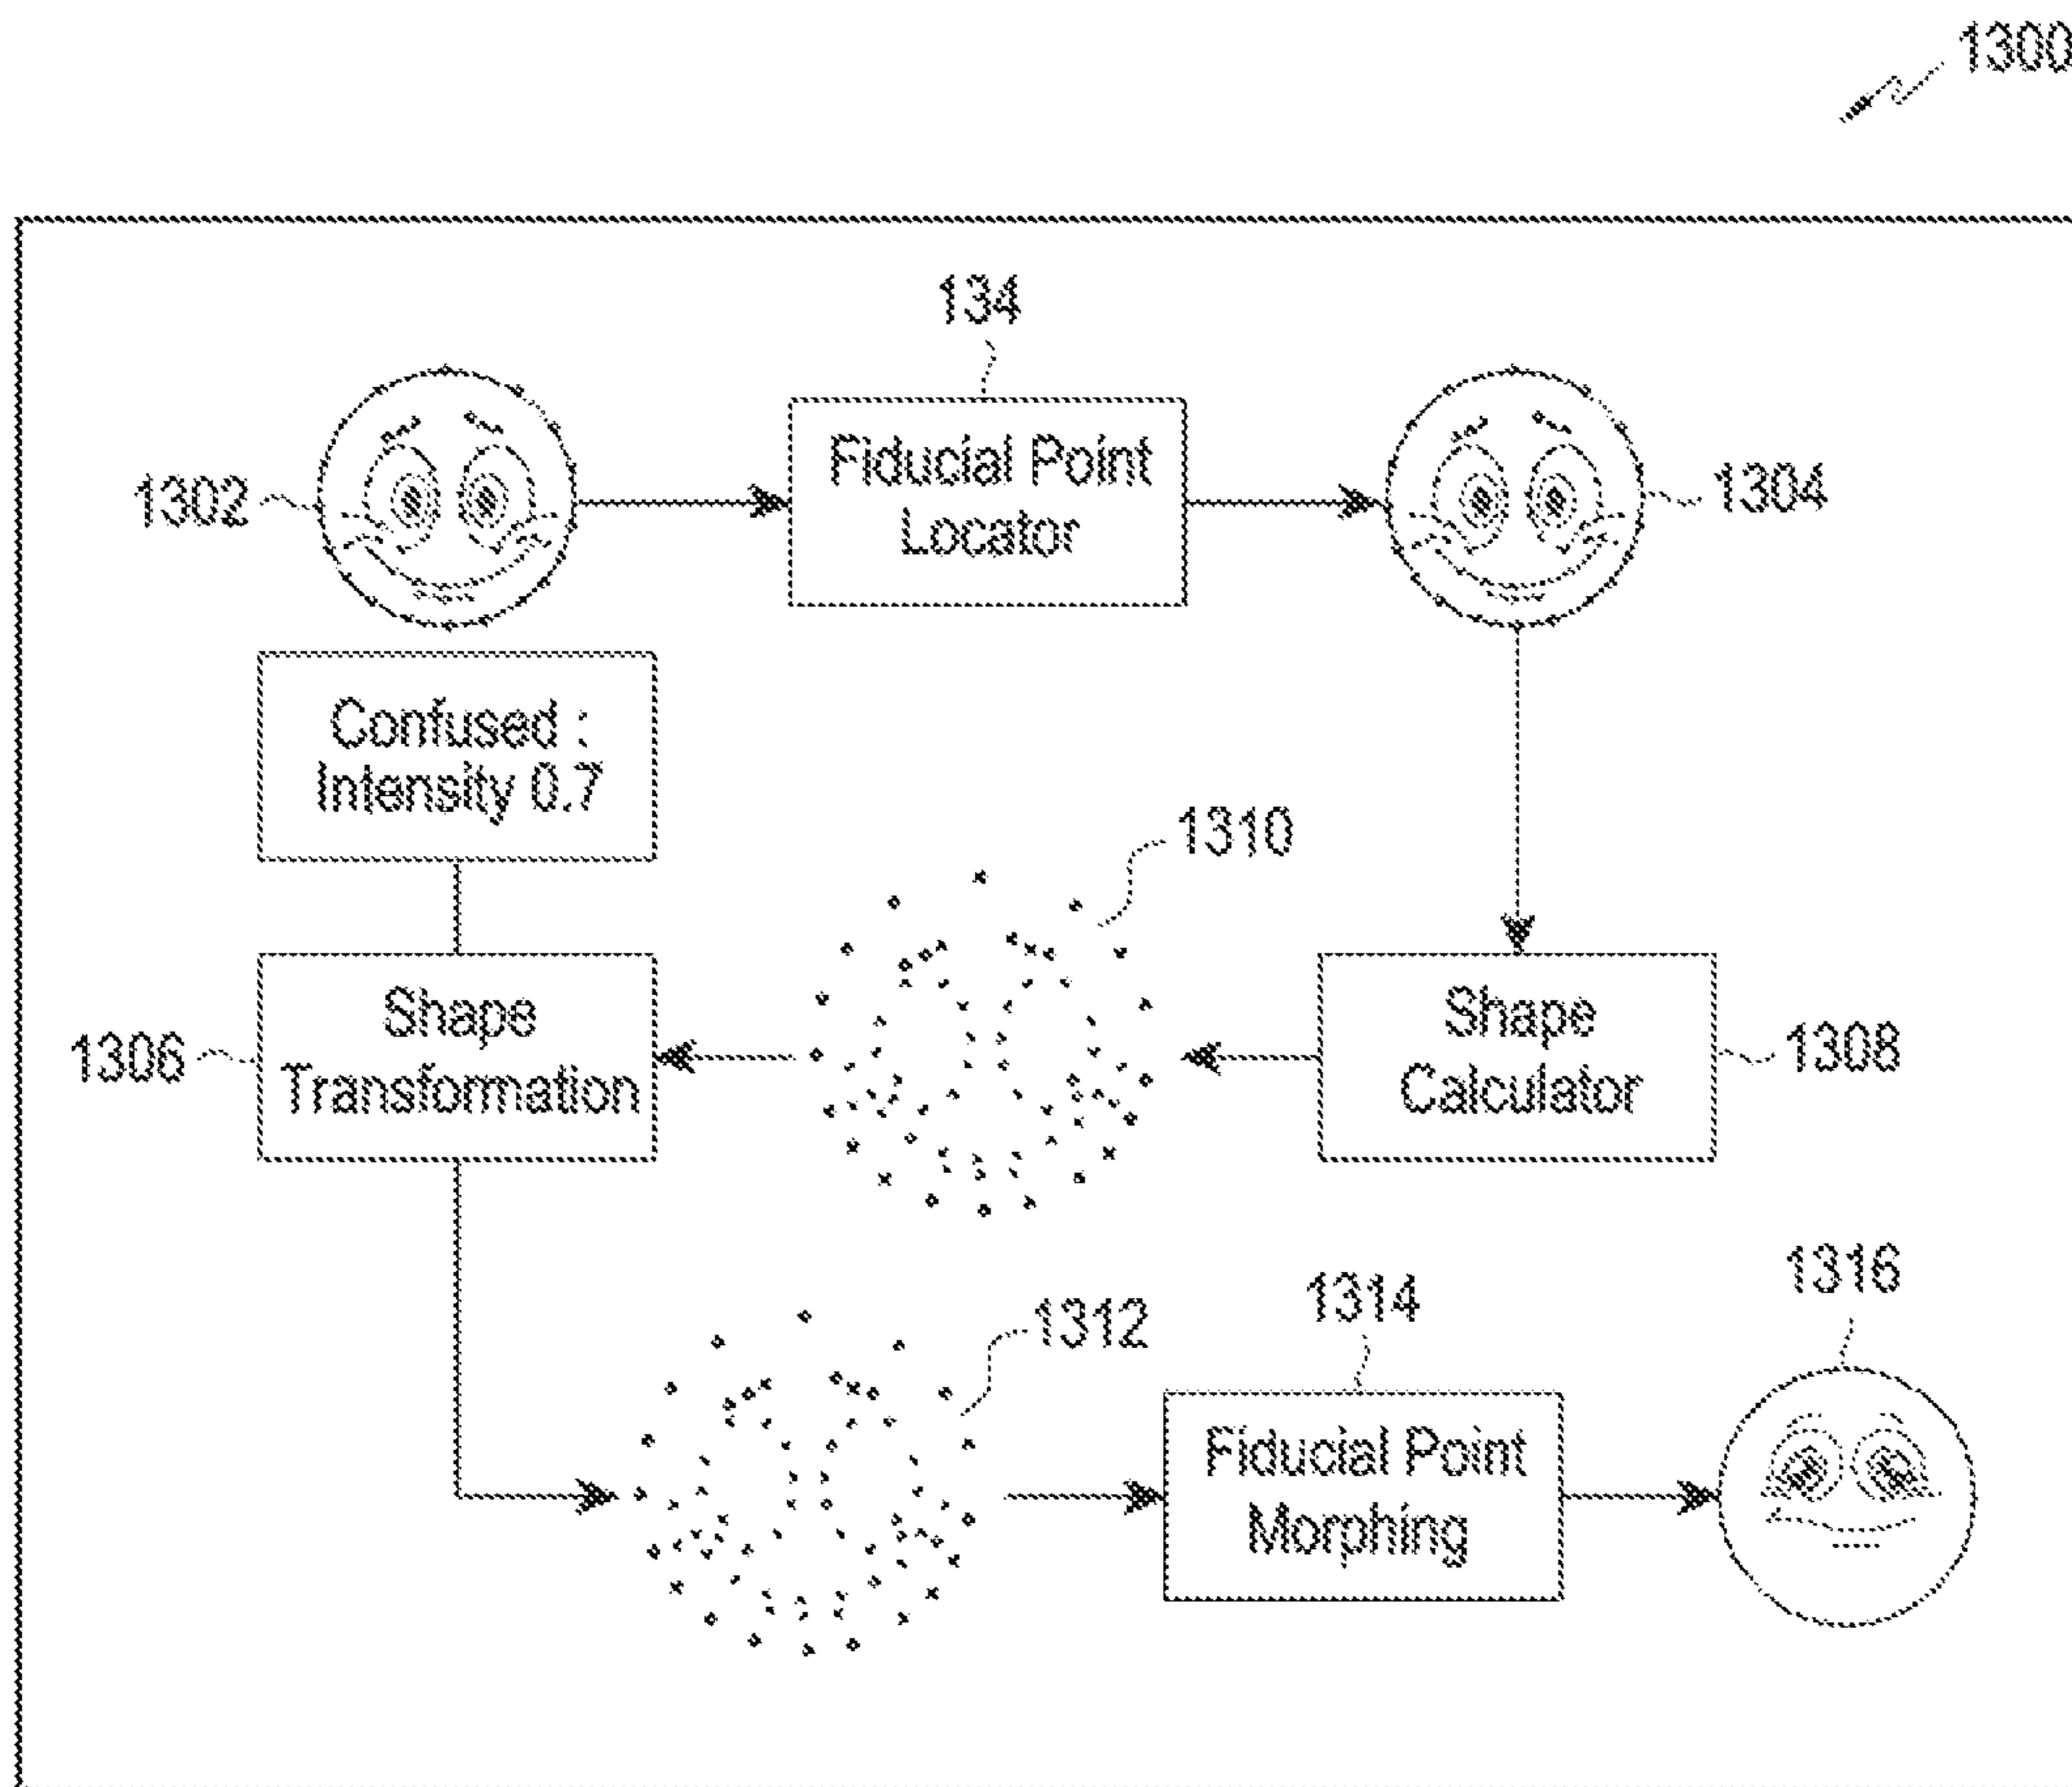 1300
134
1302
Fiducial Point
Locator
1304
Confused :
Intensity 0.7
1310
1306
Shape
Transformation
Shape
Calculator
1308
1312
1314
1316
Fiducial Point
Morphing